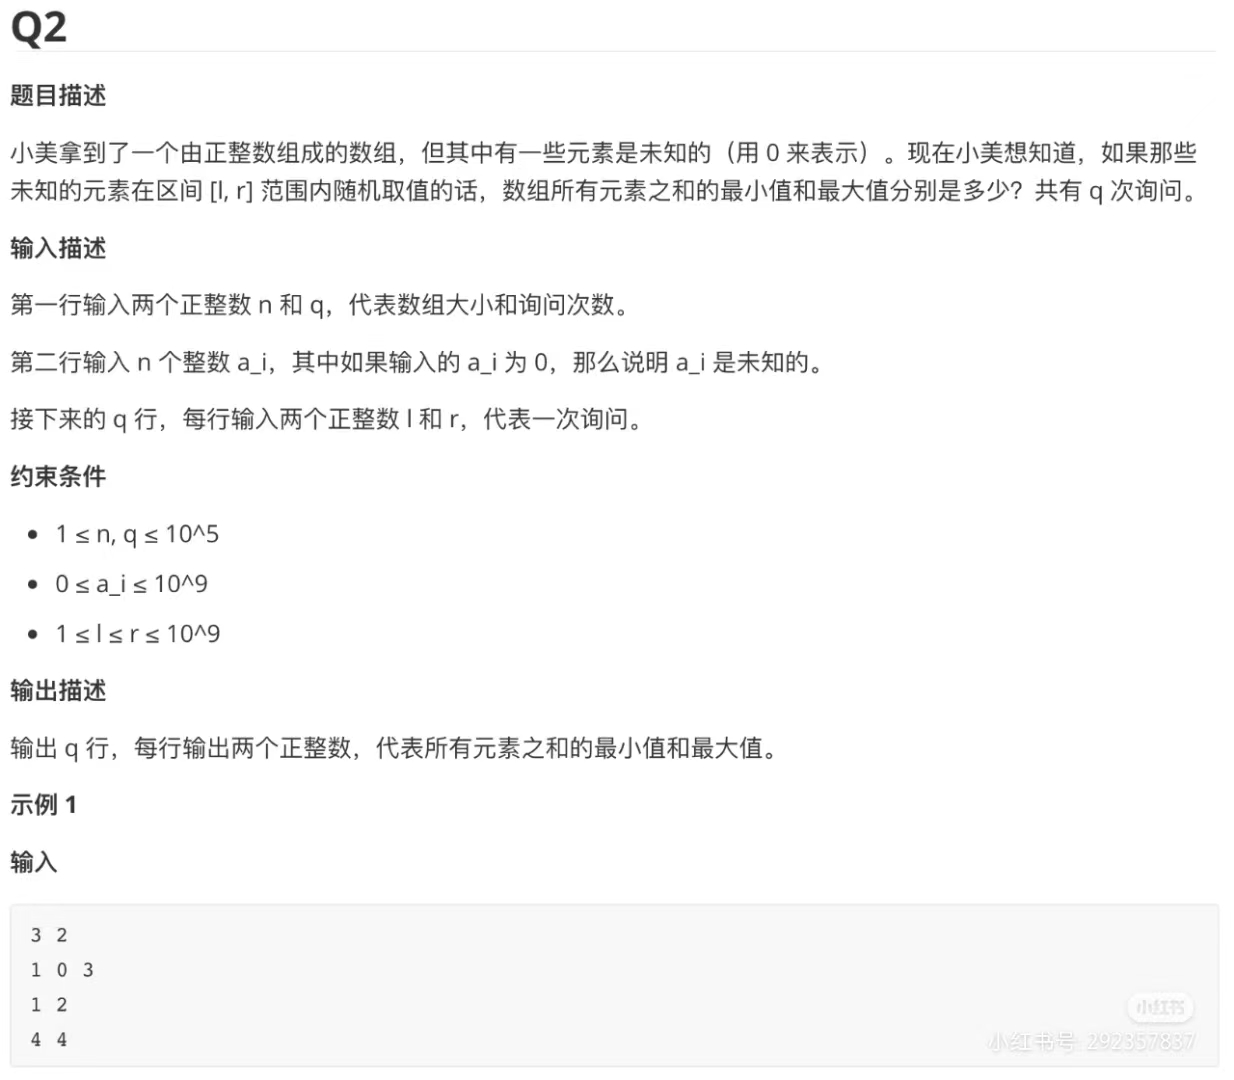 Q2
题目描述
小美拿到了一个由正整数组成的数组，但其中有一些元素是未知的（用 0 来表示）。现在小美想知道，如果那些
未知的元素在区间 [l, r] 范围内随机取值的话，数组所有元素之和的最小值和最大值分别是多少？共有 q 次询问。
输入描述
第一行输入两个正整数 n 和 q，代表数组大小和询问次数。
第二行输入 n 个整数 a_i，其中如果输入的 a_i 为 0，那么说明 a_i 是未知的。
接下来的 q 行，每行输入两个正整数 l 和 r，代表一次询问。
约束条件
• 1 ≤ n, q ≤ 10^5
• 0 ≤ a_i ≤ 10^9
• 1 ≤ l ≤ r ≤ 10^9
输出描述
输出 q 行，每行输出两个正整数，代表所有元素之和的最小值和最大值。
示例 1
输入
3 2
1 0 3
1 2
4 4
小红书
小红书号: 292357837